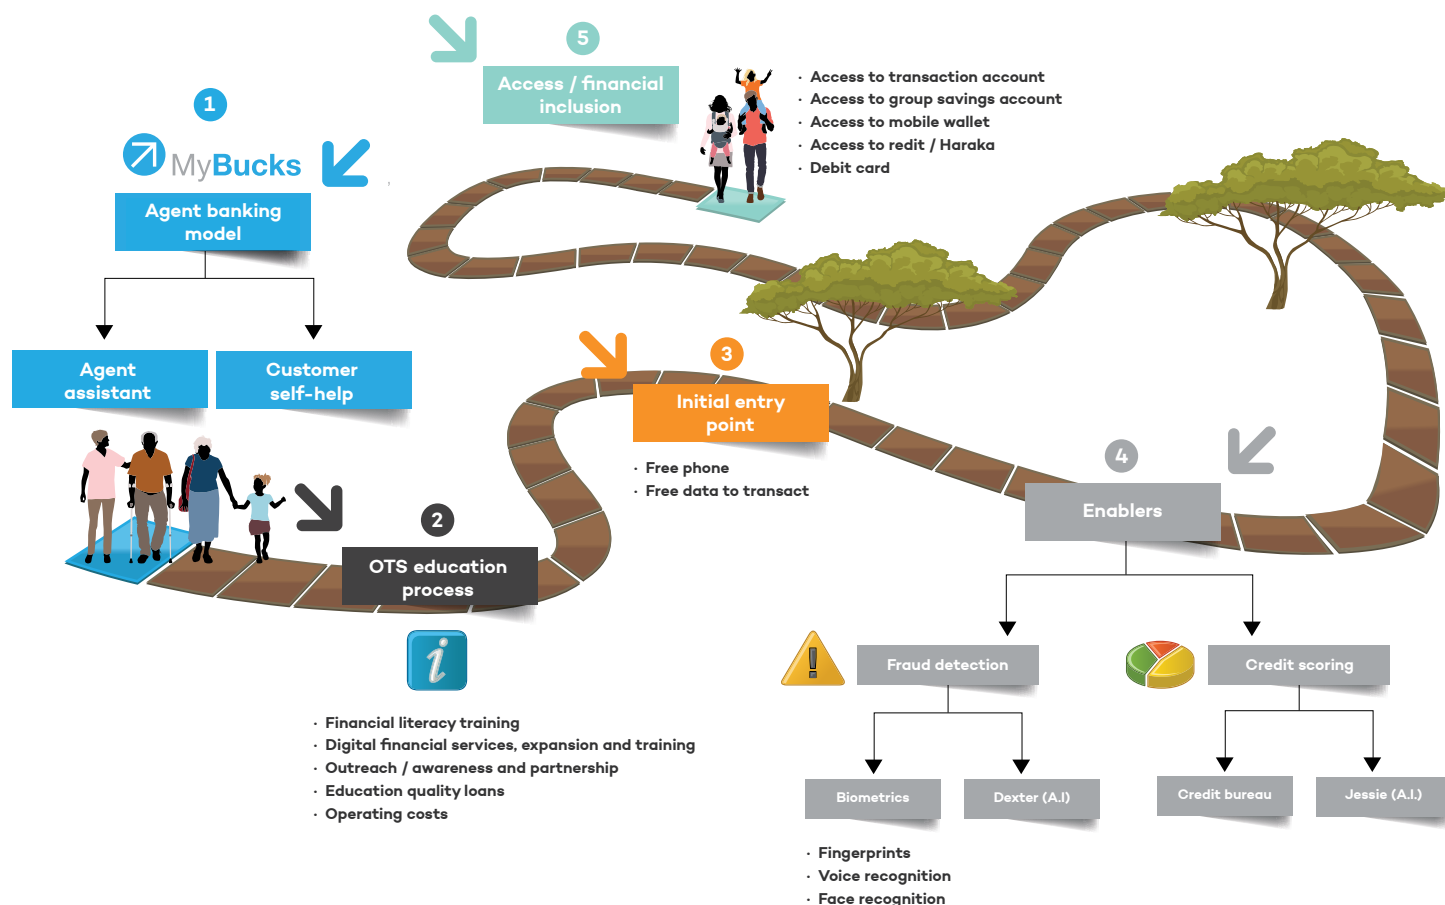 1
MyBucks
Agent banking
model
Agent
assistant
Customer
self-help
2
OTS education
process
i
· Financial literacy training
· Digital financial services, expansion and training
· Outreach / awareness and partnership
· Education quality loans
· Operating costs
3
Initial entry
point
· Free phone
· Free data to transact
4
Enablers
!
Fraud detection
Credit scoring
Biometrics
Dexter (A.I)
Credit bureau
Jessie (A.I.)
· Fingerprints
· Voice recognition
· Face recognition
5
Access / financial
inclusion
· Access to transaction account
· Access to group savings account
· Access to mobile wallet
· Access to redit / Haraka
· Debit card